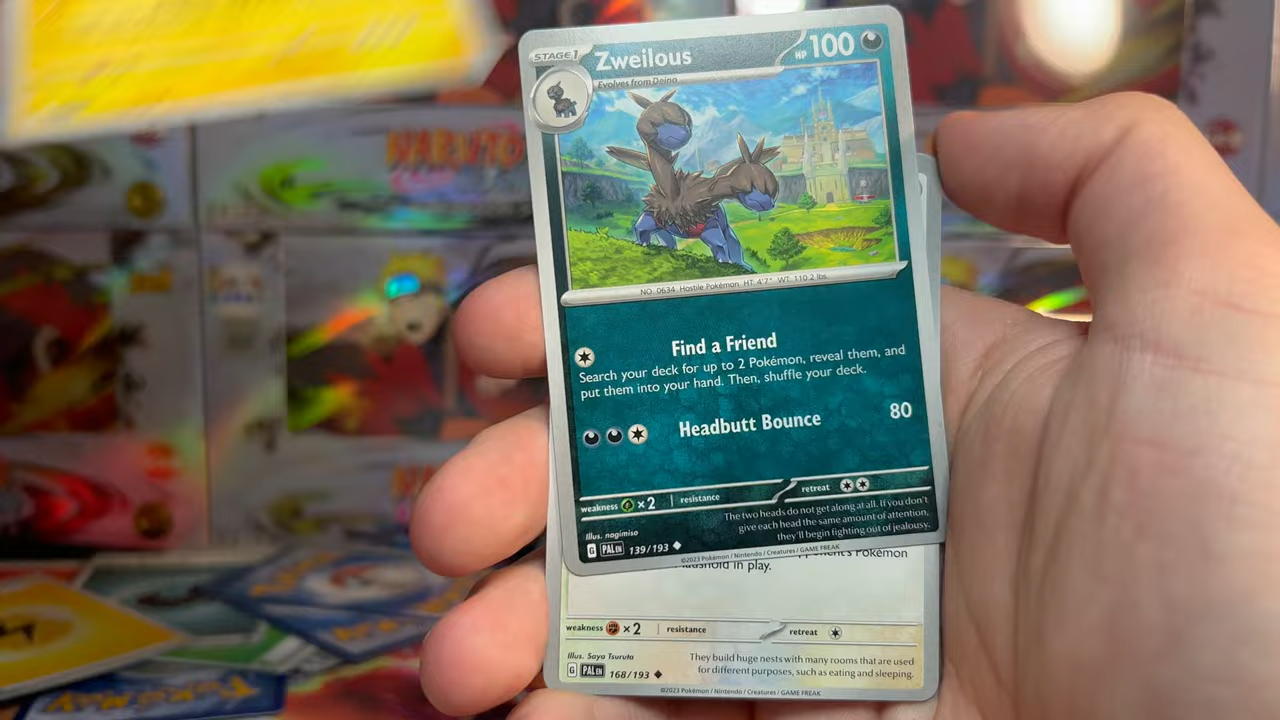 NARUTO
STAGE 1
Zweilous
HP 100
Evolves from Deino
NO. 0634 Hostile Pokémon HT: 4'7" WT: 110.2 lbs.
Find a Friend
Search your deck for up to 2 Pokémon, reveal them, and
put them into your hand. Then, shuffle your deck.
Headbutt Bounce 80
weakness ×2 resistance retreat
The two heads do not get along at all. If you don't
give each head the same amount of attention,
they'll begin fighting out of jealousy.
Illus. nagimiso
G PAL EN 139/193
©2023 Pokémon / Nintendo / Creatures / GAME FREAK
Pokémon
in play.
weakness ×2 resistance retreat
Illus. Saya Tsuruta
They build huge nests with many rooms that are used
for different purposes, such as eating and sleeping.
G PAL EN 168/193
©2023 Pokémon / Nintendo / Creatures / GAME FREAK